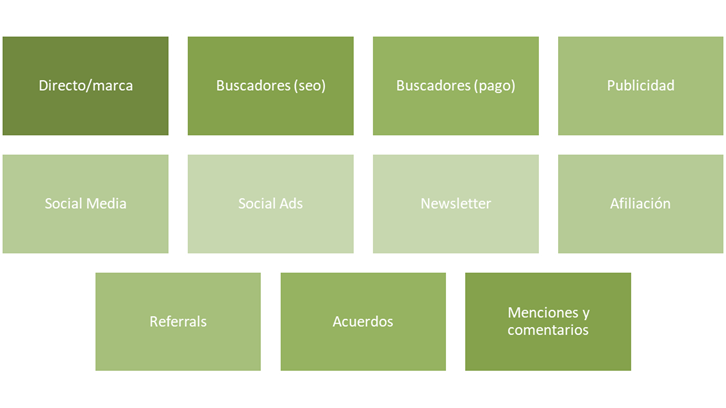 Directo/marca
Buscadores (seo)
Buscadores (pago)
Publicidad
Social Media
Social Ads
Newsletter
Afiliación
Referrals
Acuerdos
Menciones y
comentarios